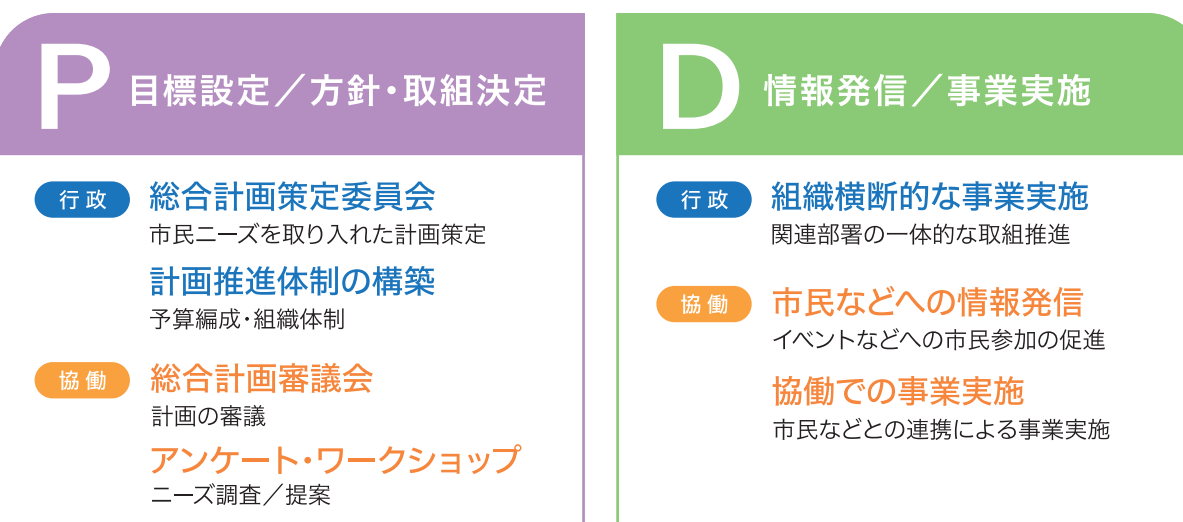 P 目標設定／方針・取組決定
行政 総合計画策定委員会
市民ニーズを取り入れた計画策定
計画推進体制の構築
予算編成・組織体制
協働 総合計画審議会
計画の審議
アンケート・ワークショップ
ニーズ調査／提案
D 情報発信／事業実施
行政 組織横断的な事業実施
関連部署の一体的な取組推進
協働 市民などへの情報発信
イベントなどへの市民参加の促進
協働での事業実施
市民などとの連携による事業実施